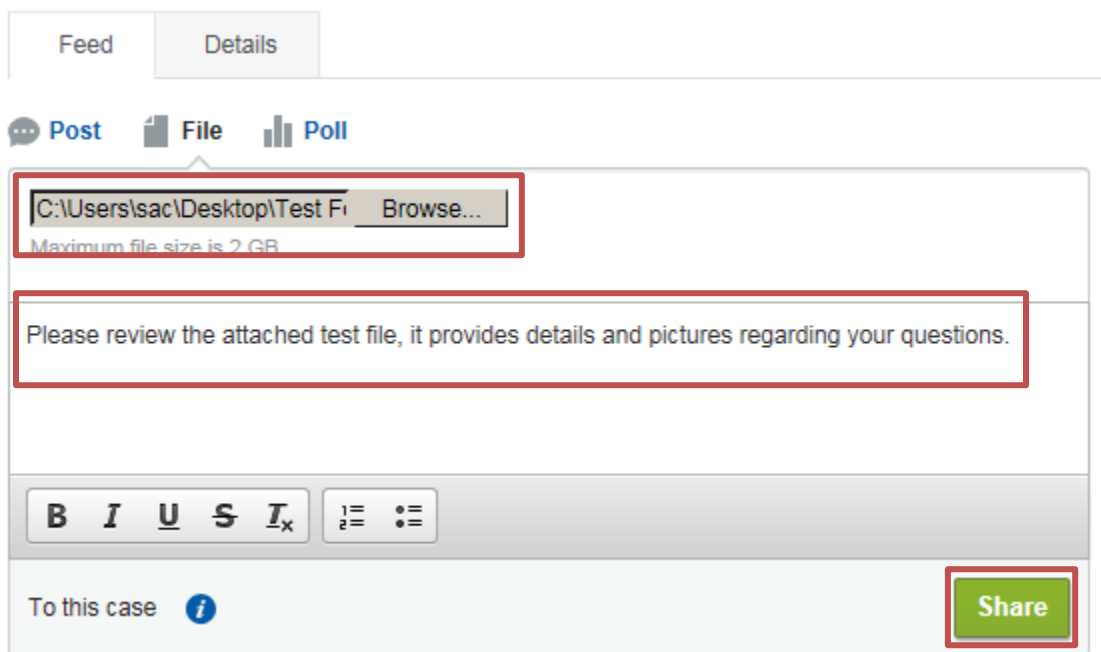 Feed Details
Post File Poll
C:\Users\sac\Desktop\Test Browse...
Maximum file size is 2 GB
Please review the attached test file, it provides details and pictures regarding your questions.
B I U S Tx
To this case i Share